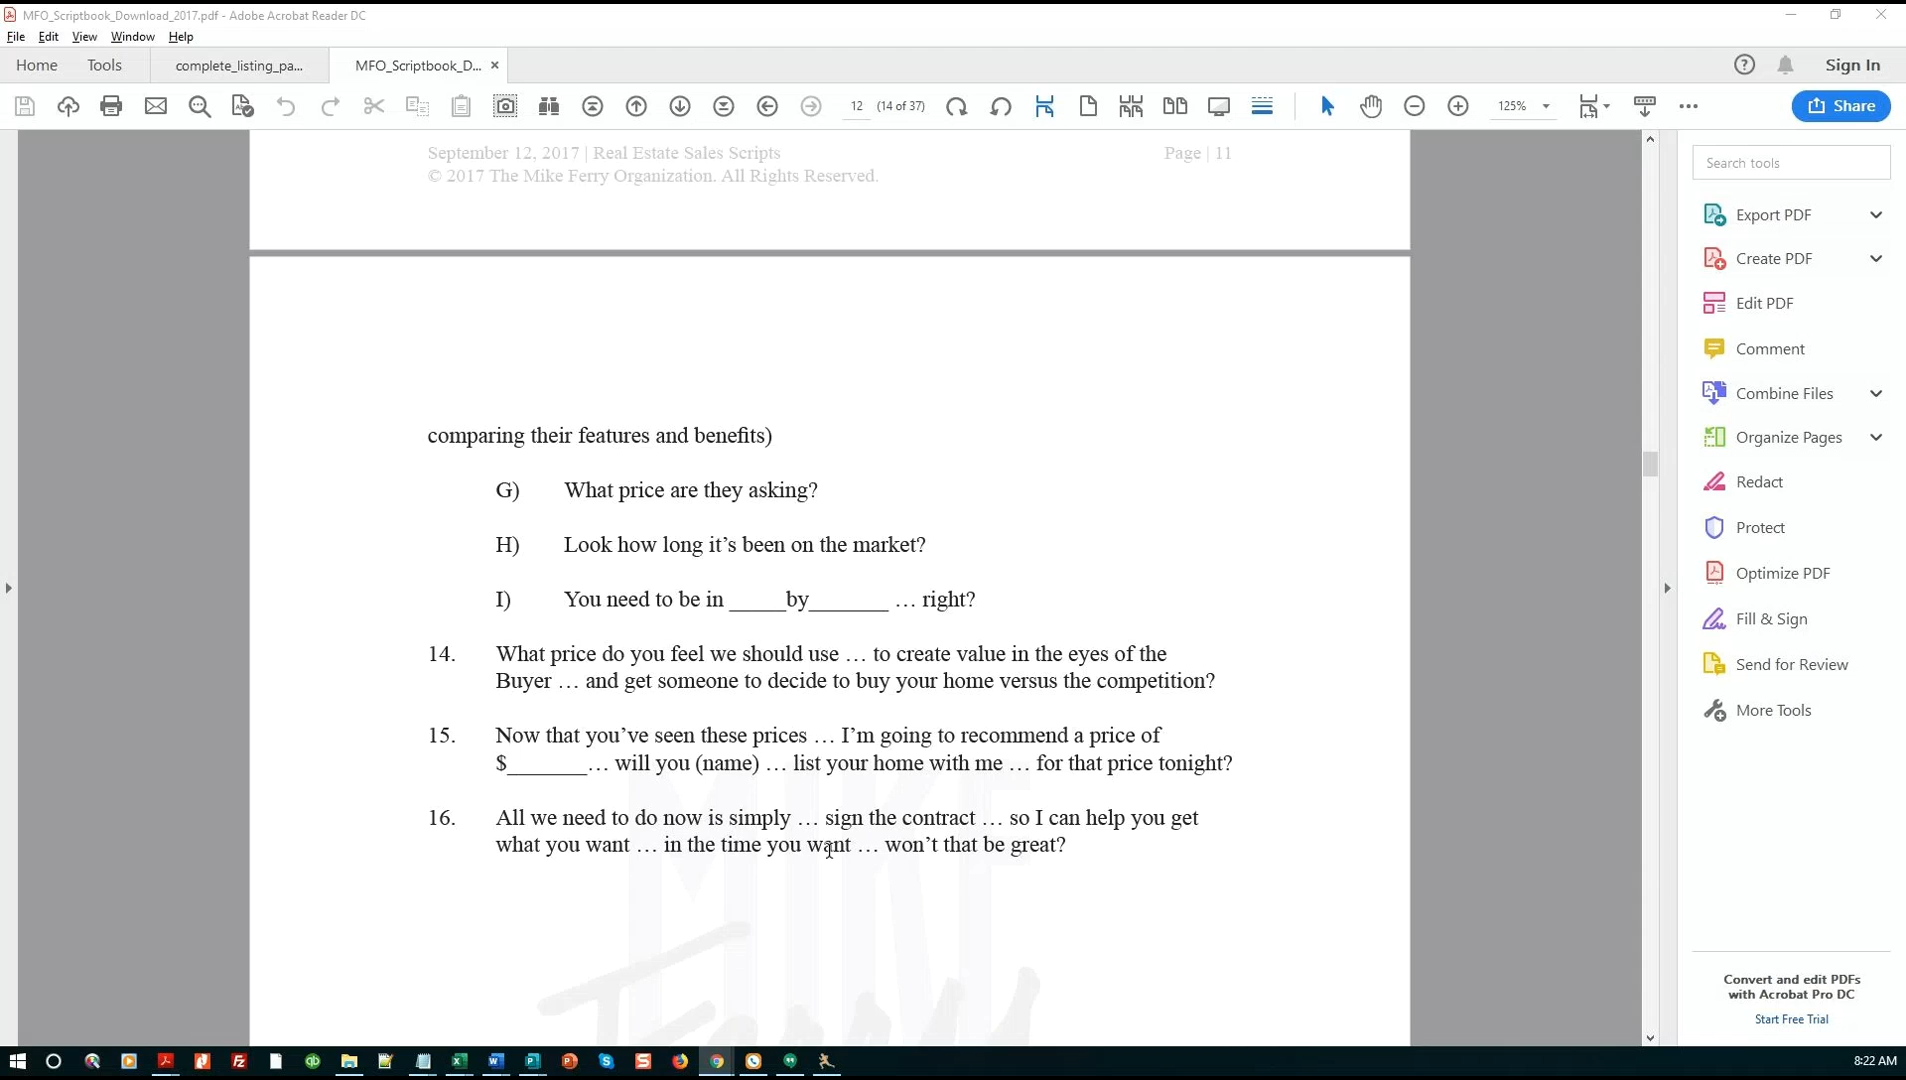 MFO_Scriptbook_Download_2017.pdf - Adobe Acrobat Reader DC
File Edit View Window Help
Home Tools complete_listing_pa... MFO_Scriptbook_D... × Sign In
12 (14 of 37) 125% Share
September 12, 2017 | Real Estate Sales Scripts Page | 11
© 2017 The Mike Ferry Organization. All Rights Reserved.
comparing their features and benefits)
G) What price are they asking?
H) Look how long it’s been on the market?
I) You need to be in _____by_______ … right?
14. What price do you feel we should use … to create value in the eyes of the
Buyer … and get someone to decide to buy your home versus the competition?
15. Now that you’ve seen these prices … I’m going to recommend a price of
$_______… will you (name) … list your home with me … for that price tonight?
16. All we need to do now is simply … sign the contract … so I can help you get
what you want … in the time you want … won’t that be great?
MIKE
Ferry
Search tools
Export PDF
Create PDF
Edit PDF
Comment
Combine Files
Organize Pages
Redact
Protect
Optimize PDF
Fill & Sign
Send for Review
More Tools
Convert and edit PDFs
with Acrobat Pro DC
Start Free Trial
8:22 AM